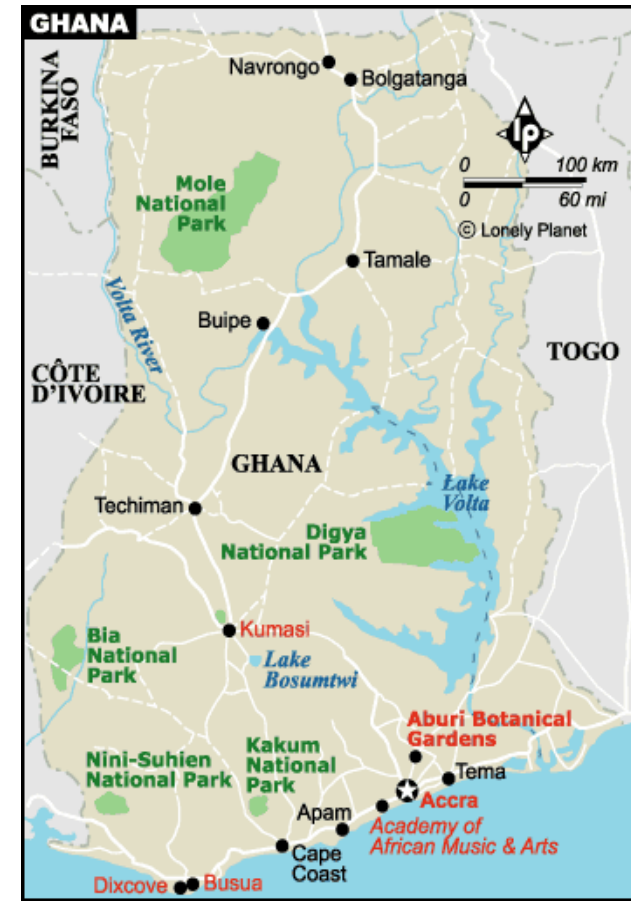 GHANA
BURKINA
FASO
Navrongo
Bolgatanga
lp
0 100 km
0 60 mi
© Lonely Planet
Mole
National
Park
Tamale
Volta River
Buipe
TOGO
CÔTE
D'IVOIRE
GHANA
Lake
Volta
Techiman
Digya
National Park
Kumasi
Bia
National
Park
Lake
Bosumtwi
Aburi Botanical
Gardens
Nini-Suhien
National Park
Kakum
National
Park
Tema
Accra
Apam
Academy of
African Music & Arts
Cape
Coast
Dixcove
Busua